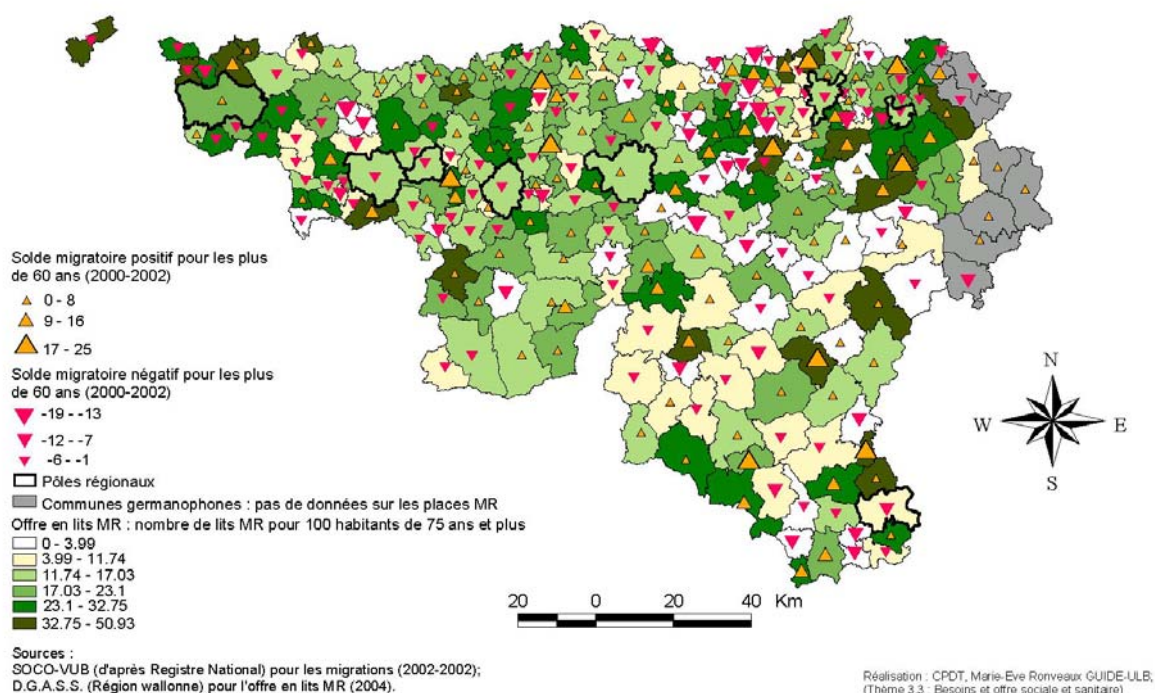 Solde migratoire positif pour les plus
de 60 ans (2000-2002)
0 - 8
9 - 16
17 - 25
Solde migratoire négatif pour les plus
de 60 ans (2000-2002)
-19 - -13
-12 - -7
-6 - -1
Pôles régionaux
Communes germanophones : pas de données sur les places MR
Offre en lits MR : nombre de lits MR pour 100 habitants de 75 ans et plus
0 - 3.99
3.99 - 11.74
11.74 - 17.03
17.03 - 23.1
23.1 - 32.75
32.75 - 50.93
N
W
E
S
20 0 20 40 Km
Sources :
SOCO-VUB (d'après Registre National) pour les migrations (2002-2002);
D.G.A.S.S. (Région wallonne) pour l'offre en lits MR (2004).
Réalisation : CPDT, Marie-Eve Ronveaux GUIDE-ULB;
(Thème 3.3 : Besoins et offre sociale et sanitaire)